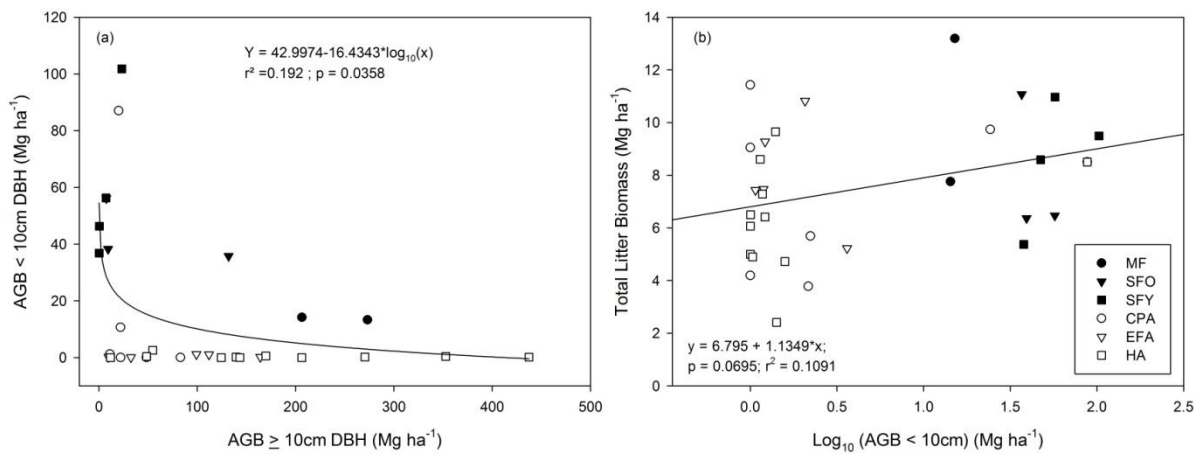 (a)
Y = 42.9974-16.4343*log₁₀(x)
r² =0.192 ; p = 0.0358
120
100
80
60
40
20
0
AGB < 10cm DBH (Mg ha⁻¹)
0 100 200 300 400 500
AGB ≥ 10cm DBH (Mg ha⁻¹)
(b)
14
12
10
8
6
4
2
0
Total Litter Biomass (Mg ha⁻¹)
MF
SFO
SFY
CPA
EFA
HA
y = 6.795 + 1.1349*x;
p = 0.0695; r² = 0.1091
0.0 0.5 1.0 1.5 2.0 2.5
Log₁₀ (AGB < 10cm) (Mg ha⁻¹)